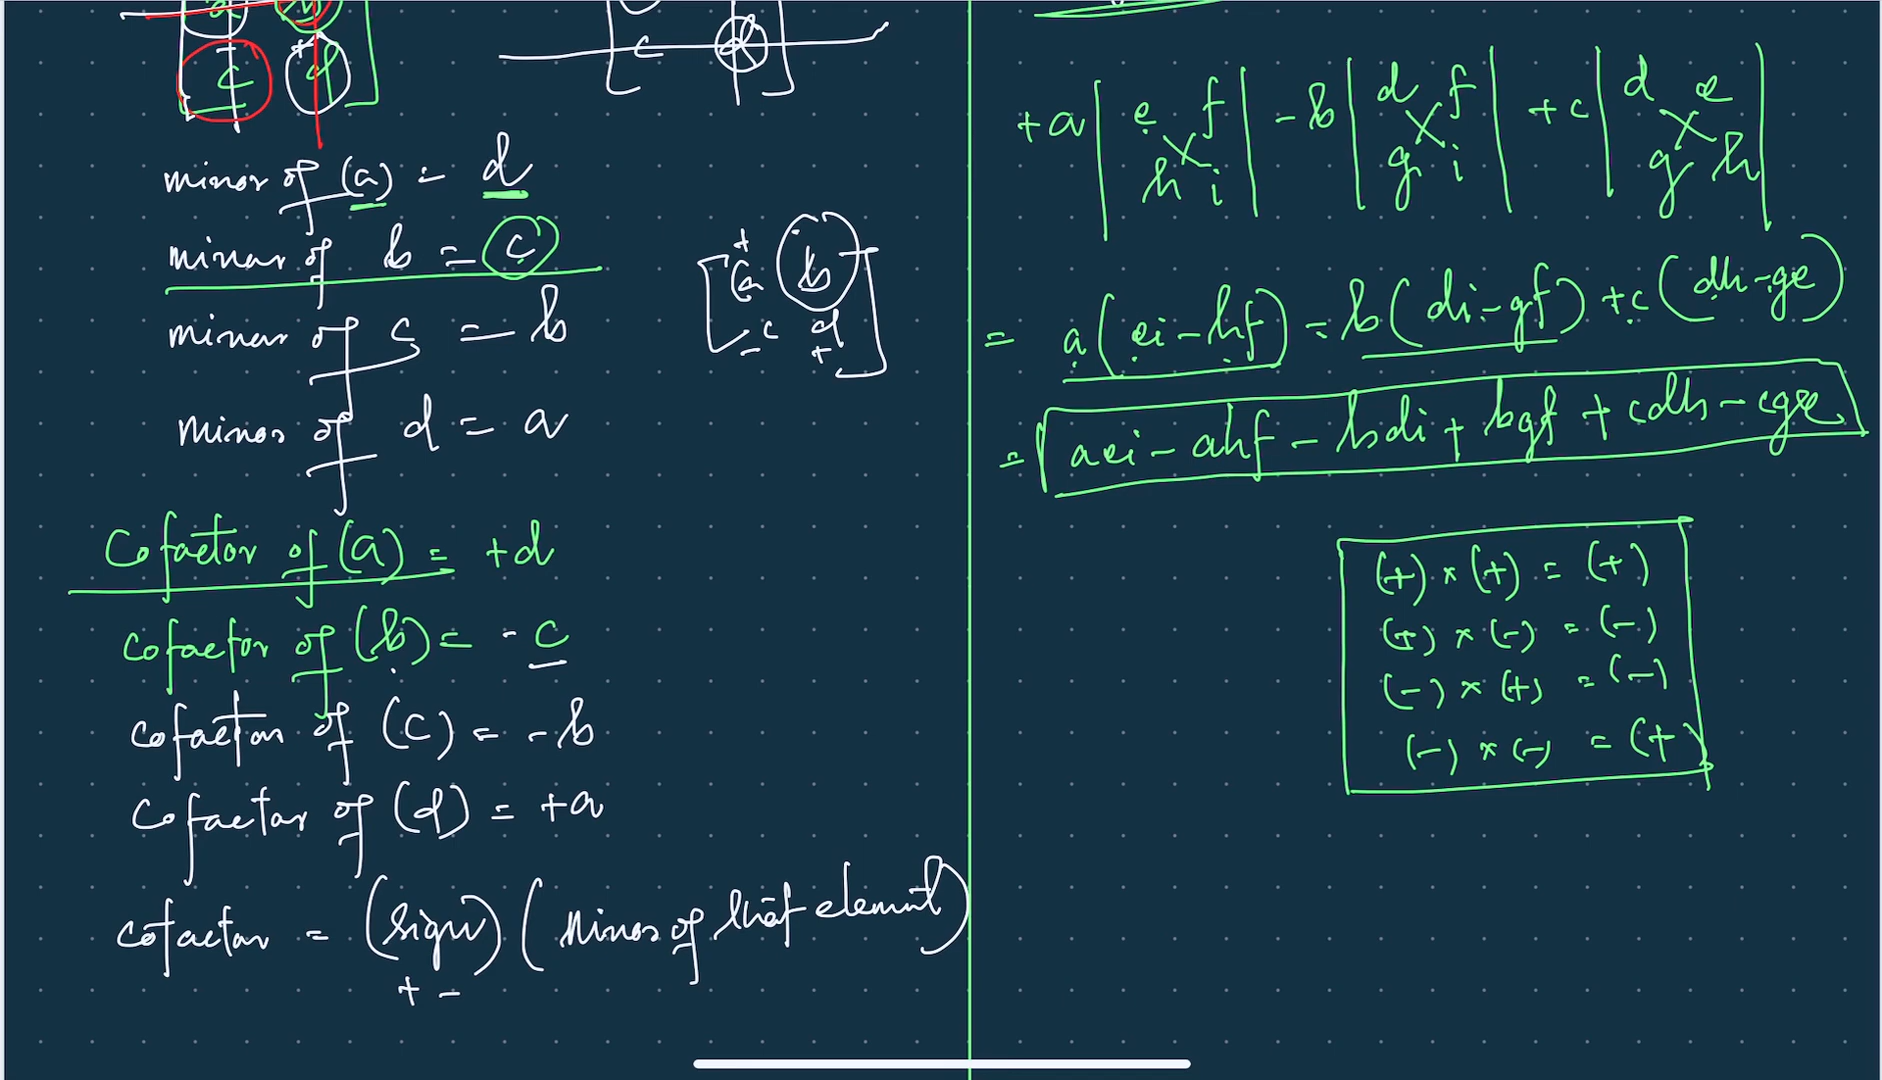 c d
c d
minor of (a) = d
minor of b = c
minor of c = b
minor of d = a
+
a b
- c d
- +
Cofactor of (a) = +d
cofactor of (b) = - c
cofactor of (c) = - b
Cofactor of (d) = +a
cofactor = (sign) (Minor of that element)
+ -
+a | e f | - b | d f | + c | d e |
| h i | | g i | | g h |
= a (ei - hf) = b (di - gf) + c (dh - ge)
= aei - ahf - bdi + bgf + cdh - cge
(+) × (+) = (+)
(+) × (-) = (-)
(-) × (+) = (-)
(-) × (-) = (+)